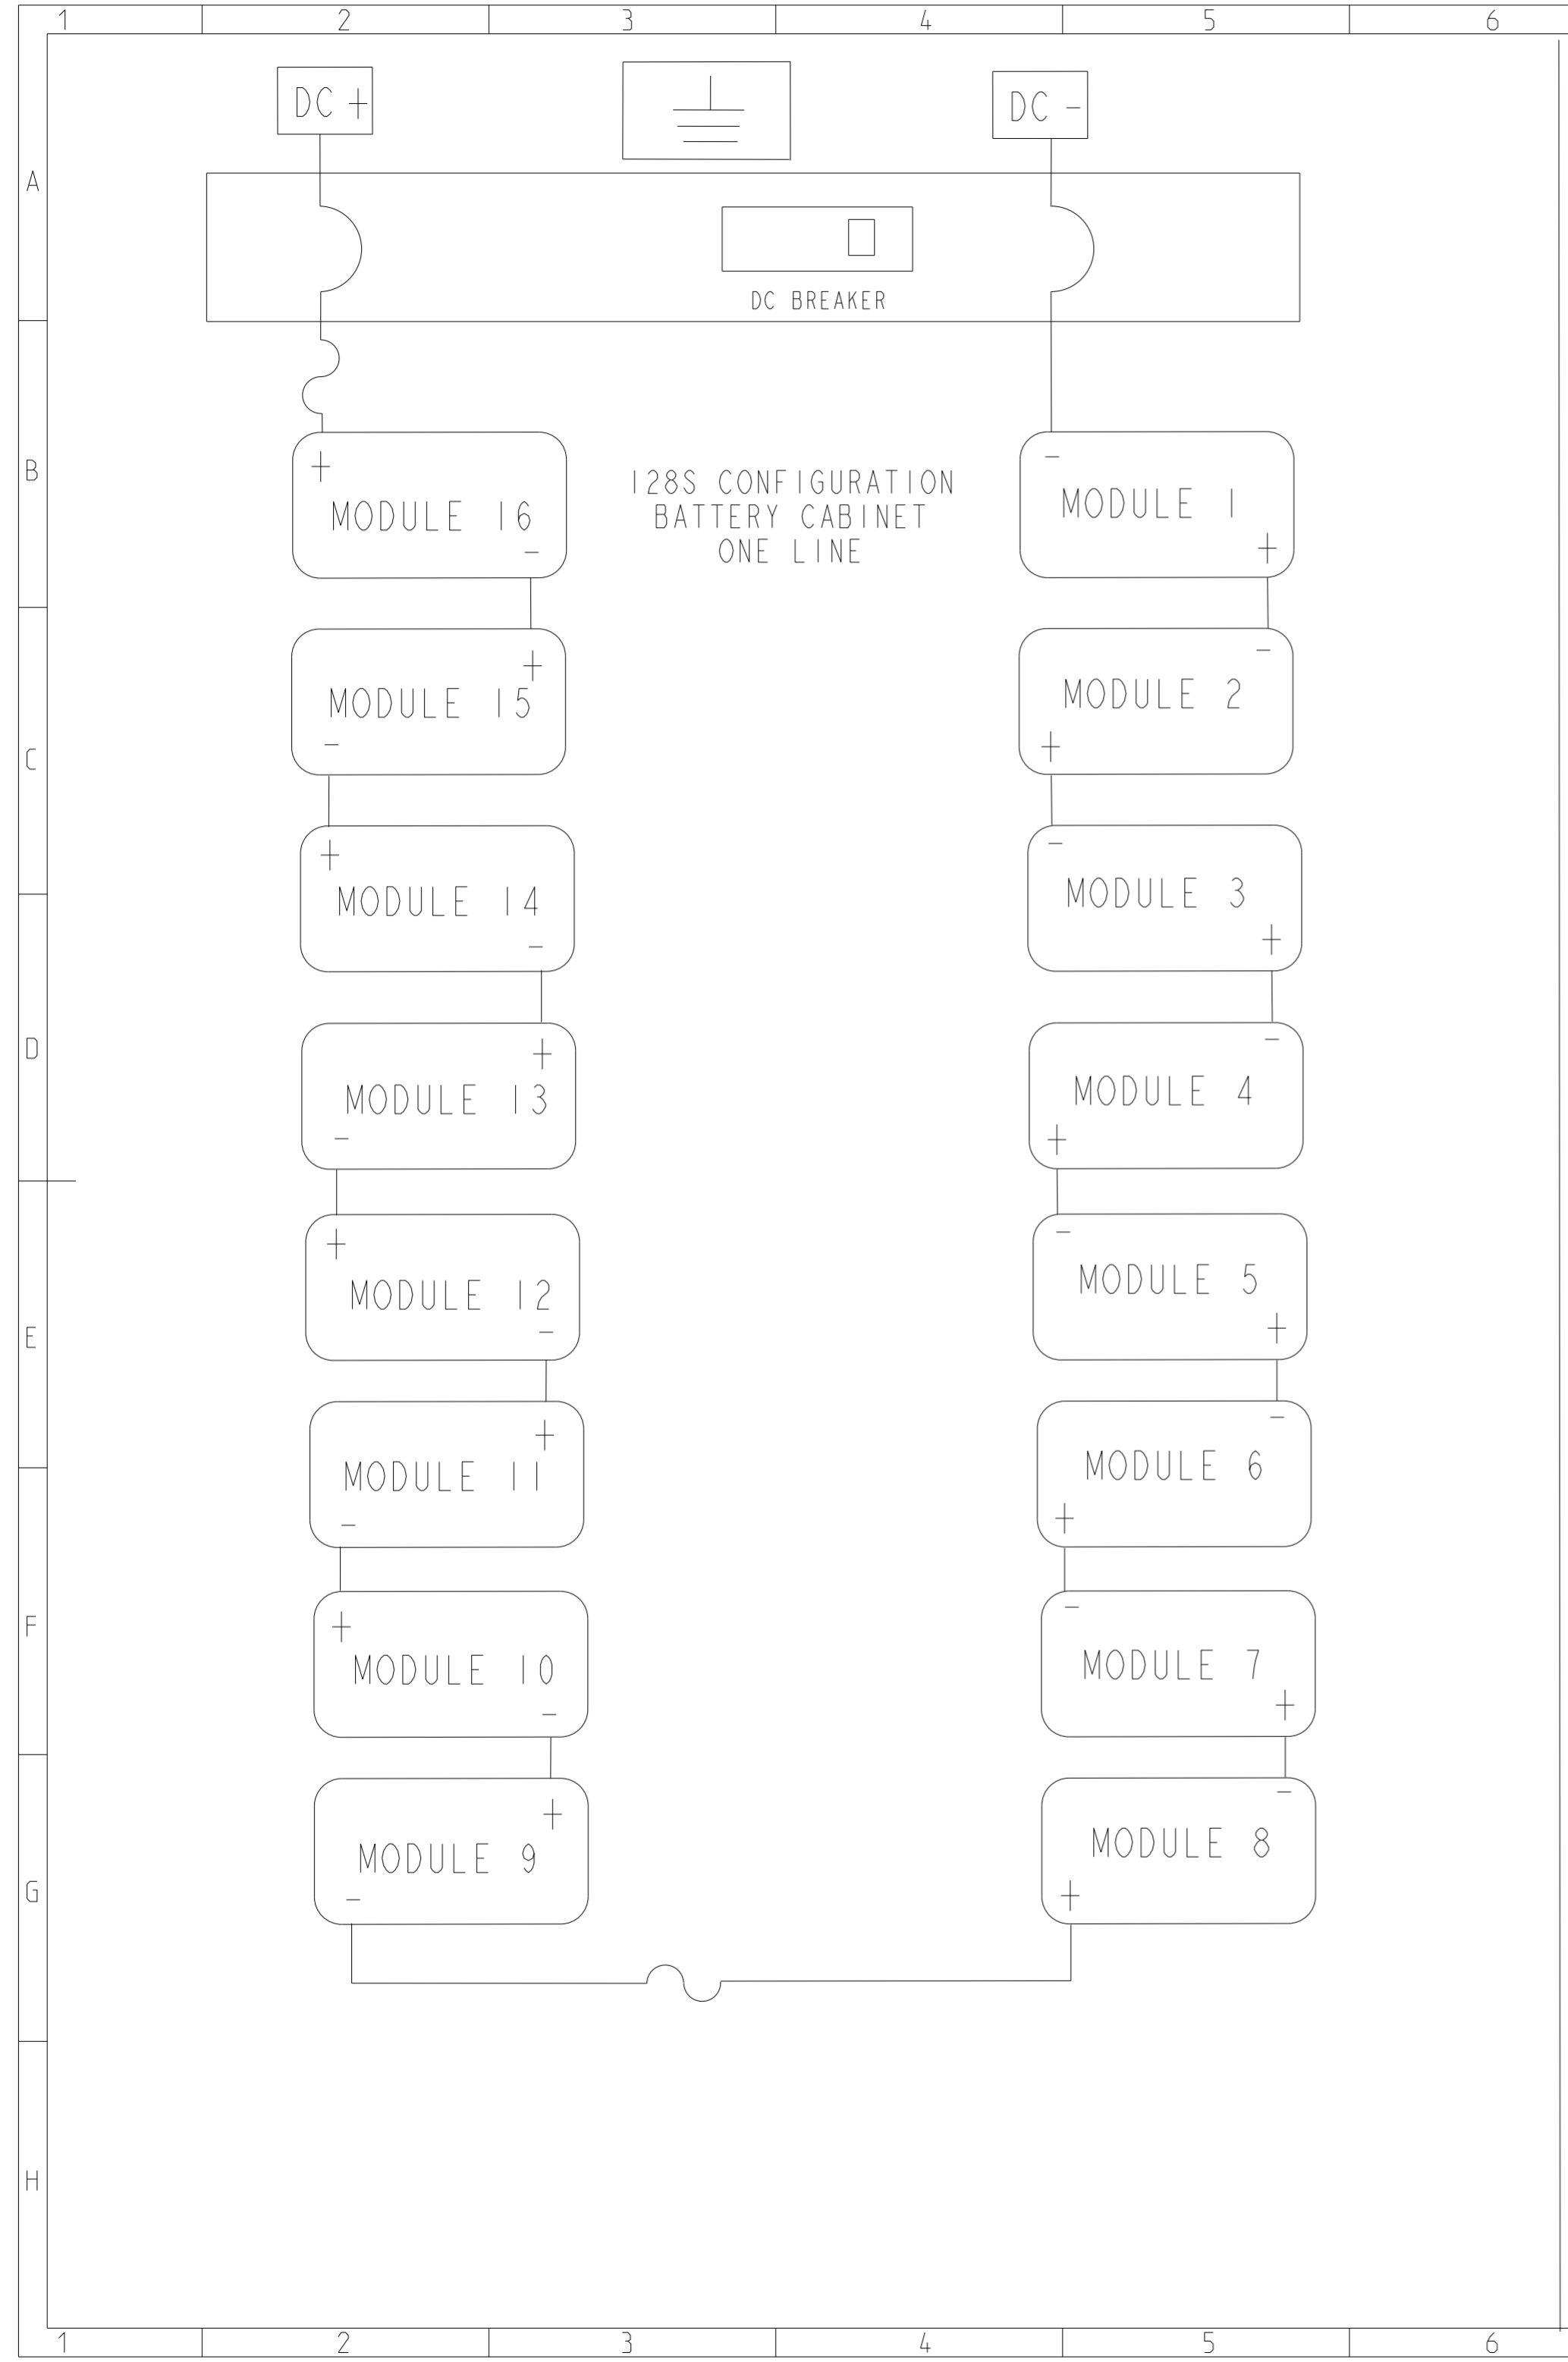 1 2 3 4 5 6
DC + DC -
A
DC BREAKER
B
+ -
128S CONFIGURATION
MODULE 16 MODULE 1
BATTERY CABINET
- +
ONE LINE
+ -
MODULE 15 MODULE 2
- +
C
+ -
MODULE 14 MODULE 3
- +
D
+ -
MODULE 13 MODULE 4
- +
+ -
MODULE 12 MODULE 5
- +
E
+ -
MODULE 11 MODULE 6
- +
F
+ -
MODULE 10 MODULE 7
- +
+ -
MODULE 9 MODULE 8
- +
G
H
1 2 3 4 5 6